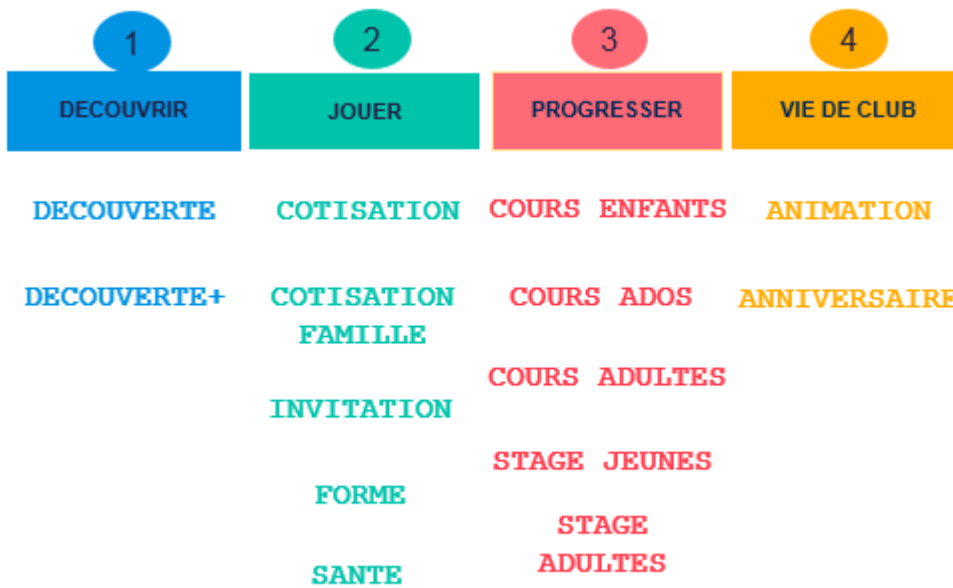 1
DECOUVRIR
DECOUVERTE
DECOUVERTE+
2
JOUER
COTISATION
COTISATION
FAMILLE
INVITATION
FORME
SANTE
3
PROGRESSER
COURS ENFANTS
COURS ADOS
COURS ADULTES
STAGE JEUNES
STAGE
ADULTES
4
VIE DE CLUB
ANIMATION
ANNIVERSAIRE